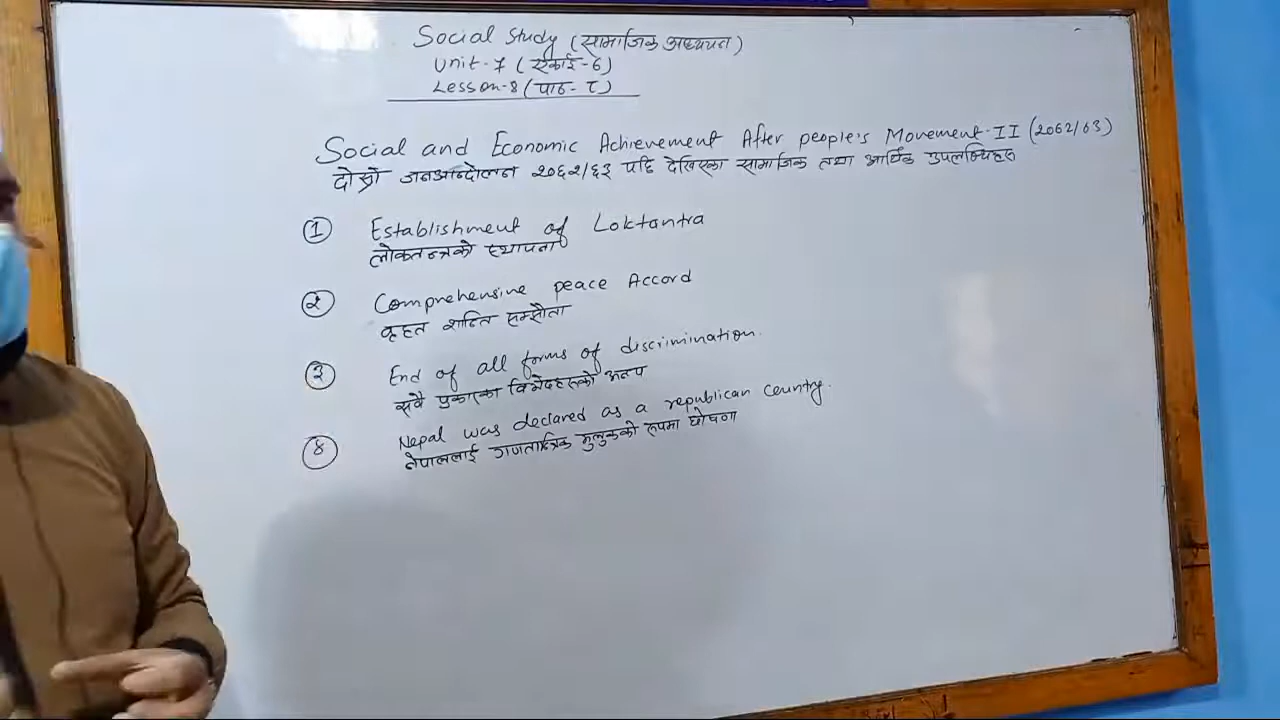 Social Study (सामाजिक अध्ययन)
Unit-7 (एकाई-७)
Lesson-8 (पाठ-८)
Social and Economic Achievement After people's Movement-II (2062/63)
दोस्रो जनआन्दोलन २०६२/६३ पछि देखिएका सामाजिक तथा आर्थिक उपलब्धिहरू
① Establishment of Loktantra
लोकतन्त्रको स्थापना
② Comprehensive peace Accord
वृहत शान्ति सम्झौता
③ End of all forms of discrimination.
सबै प्रकारका विभेदहरूको अन्त्य
④ Nepal was declared as a republican country.
नेपाललाई गणतान्त्रिक मुलुकको रूपमा घोषणा